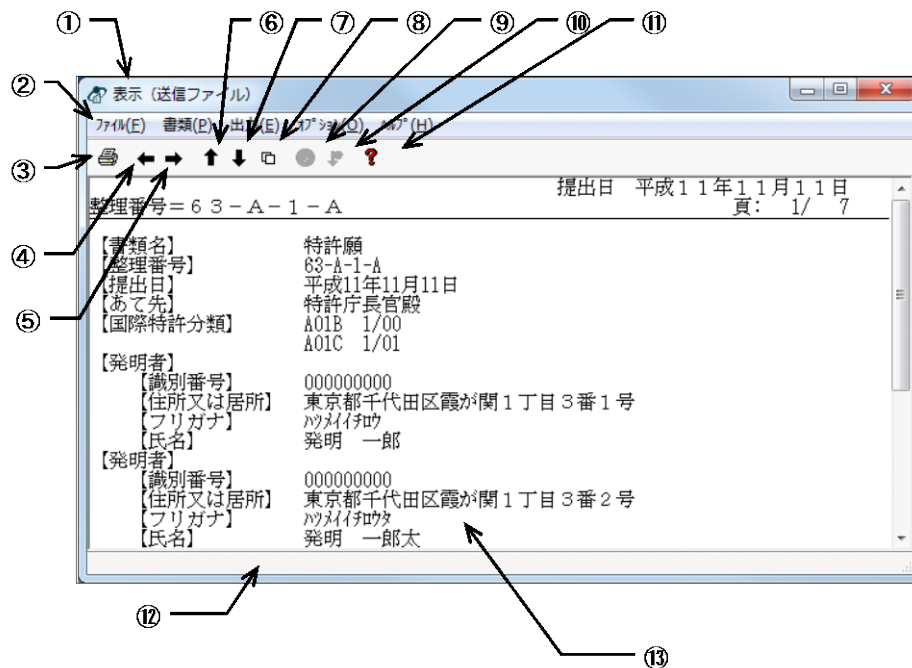 ① ⑥ ⑦ ⑧ ⑨ ⑩ ⑪
② 表示（送信ファイル）
ﾌｧｲﾙ(F) 書類(P) 出力(E) ｵﾌﾟｼｮﾝ(O) ﾍﾙﾌﾟ(H)
③ ?
提出日 平成１１年１１月１１日
整理番号＝６３－Ａ－１－Ａ 頁： 1/ 7
④ 【書類名】 特許願
【整理番号】 63-A-1-A
【提出日】 平成11年11月11日
【あて先】 特許庁長官殿
⑤ 【国際特許分類】 A01B 1/00
A01C 1/01
【発明者】
【識別番号】 000000000
【住所又は居所】 東京都千代田区霞が関１丁目３番１号
【フリガナ】 ﾊﾂﾒｲｲﾁﾛｳ
【氏名】 発明 一郎
【発明者】
【識別番号】 000000000
【住所又は居所】 東京都千代田区霞が関１丁目３番２号
【フリガナ】 ﾊﾂﾒｲｲﾁﾛｳﾀ
【氏名】 発明 一郎太
⑫
⑬